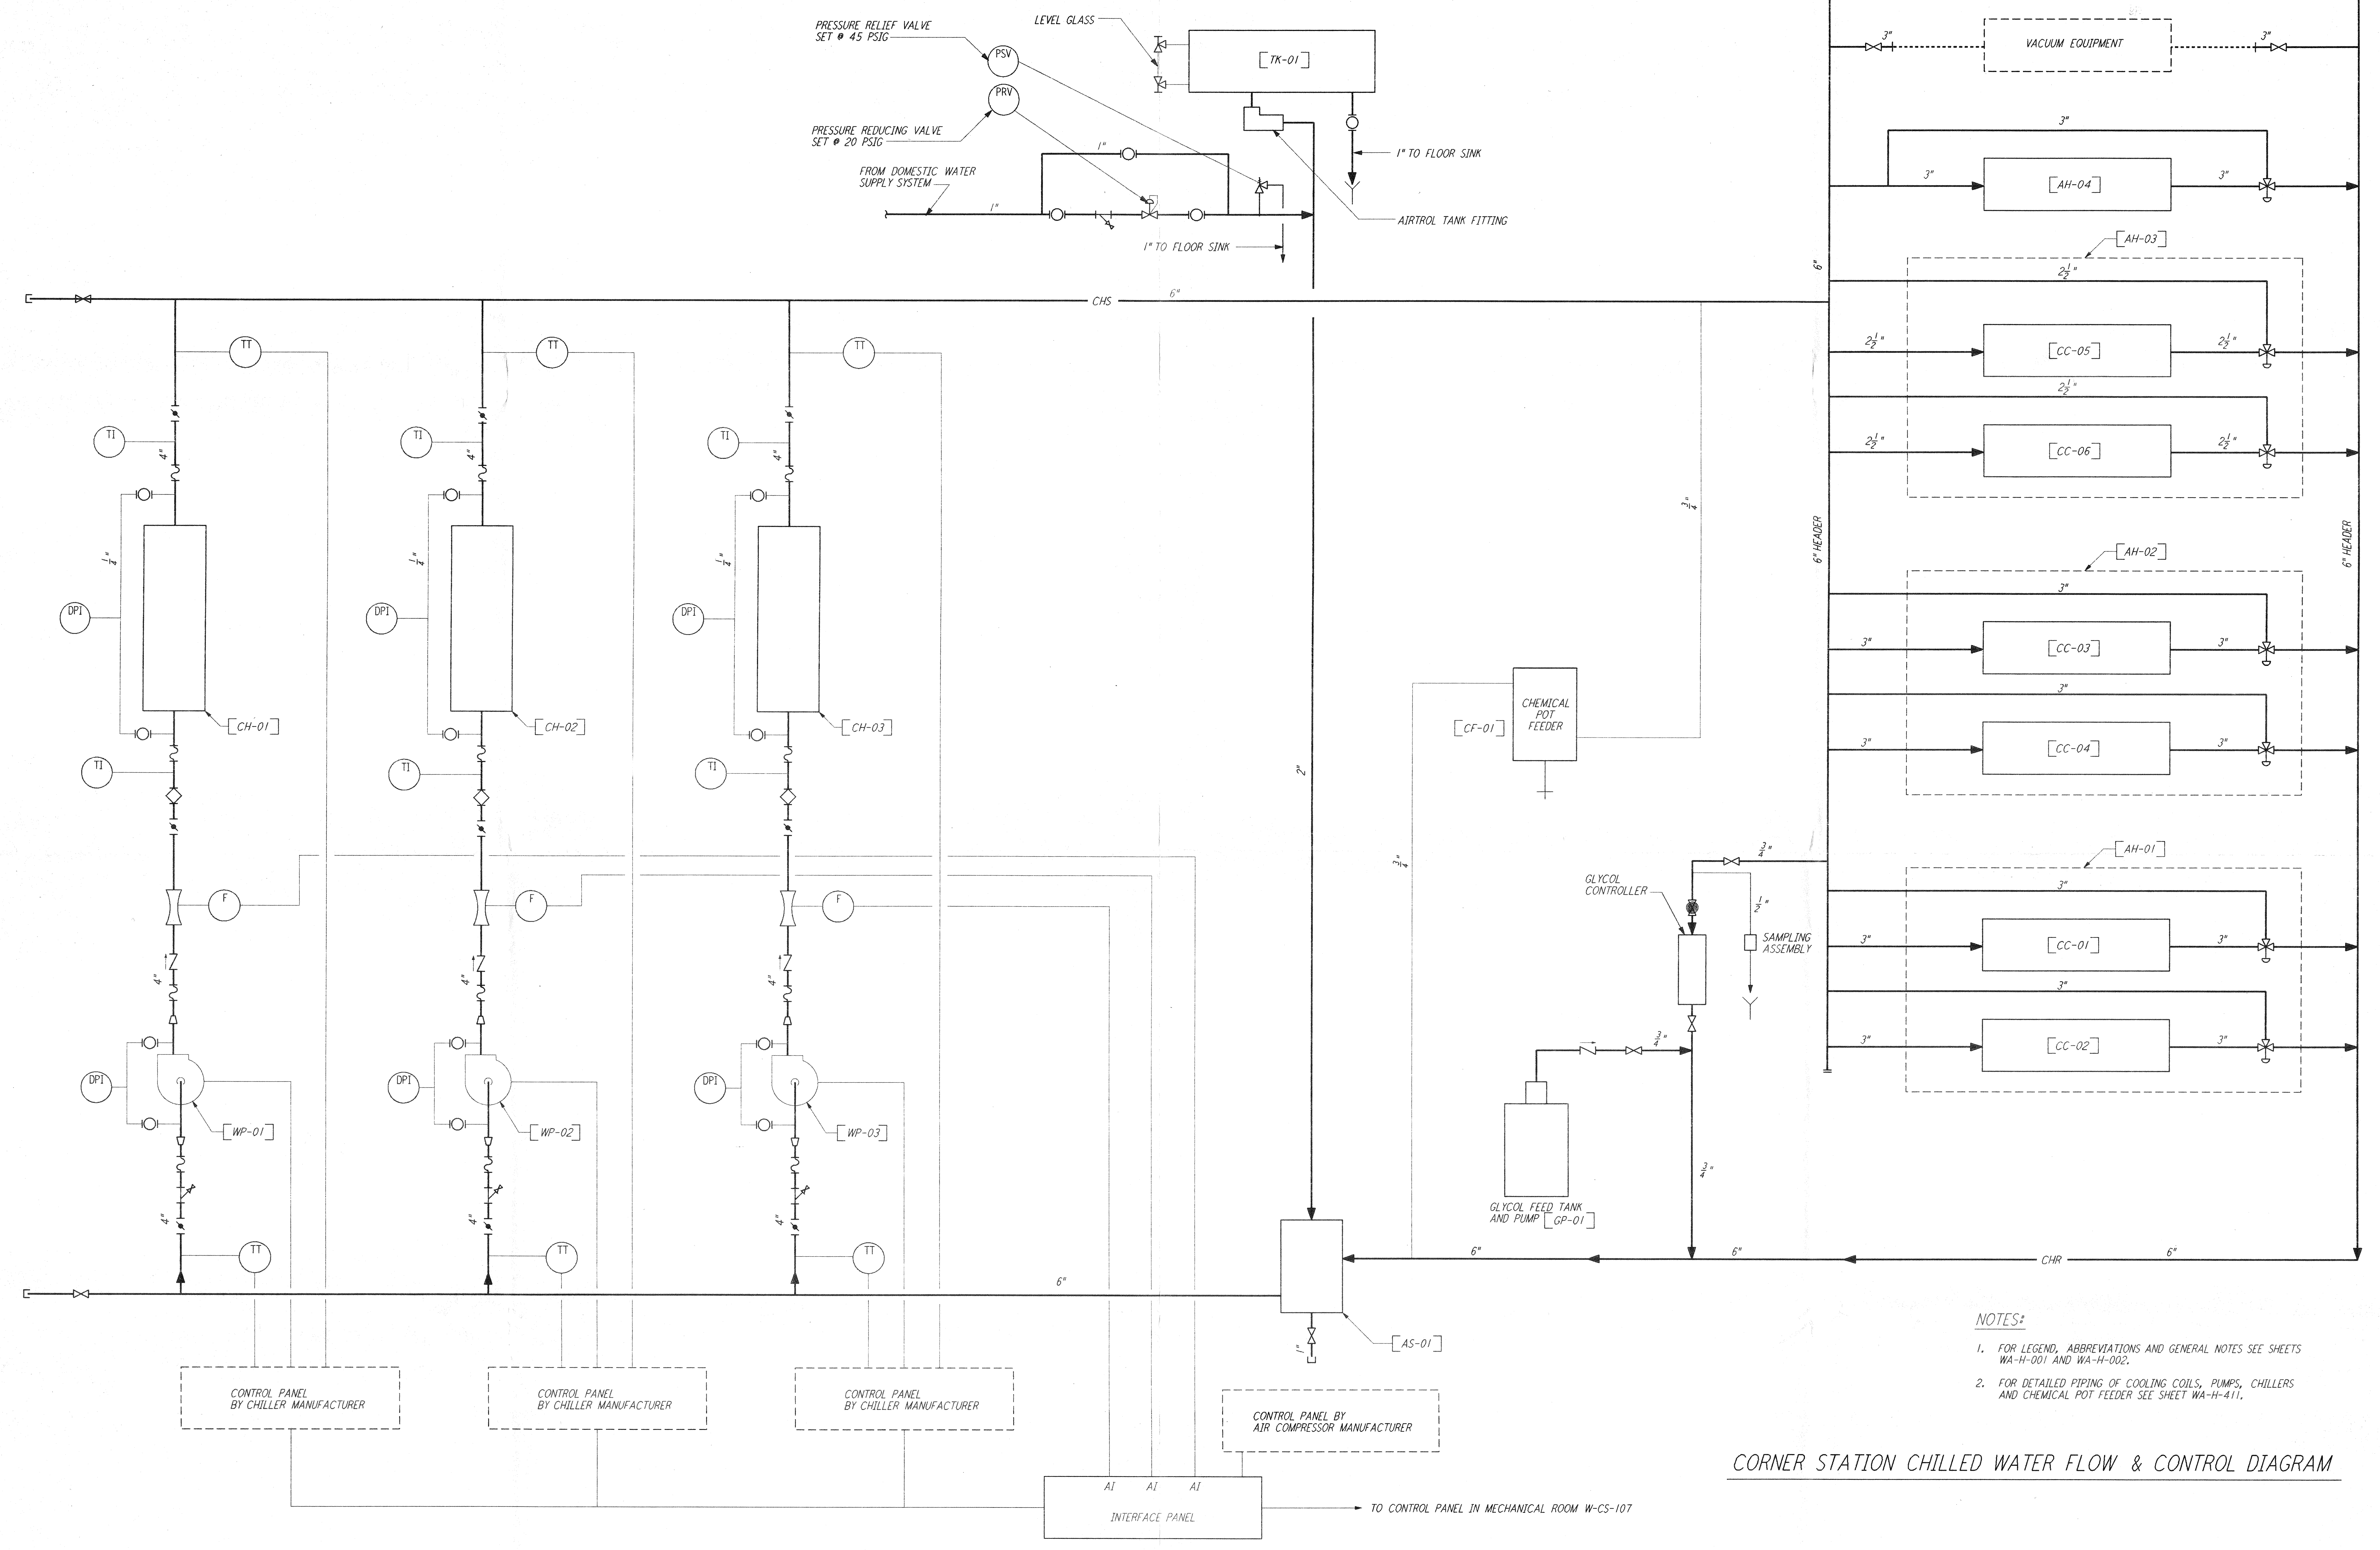 PRESSURE RELIEF VALVE
SET @ 45 PSIG
PSV
PRV
PRESSURE REDUCING VALVE
SET @ 20 PSIG
FROM DOMESTIC WATER
SUPPLY SYSTEM
1"
1"
LEVEL GLASS
[TK-01]
1" TO FLOOR SINK
AIRTROL TANK FITTING
1" TO FLOOR SINK
3"
VACUUM EQUIPMENT
3"
3"
3"
[AH-04]
3"
6"
[AH-03]
2 1/2"
2 1/2"
[CC-05]
2 1/2"
2 1/2"
2 1/2"
[CC-06]
2 1/2"
6" HEADER
6" HEADER
[AH-02]
3"
3"
[CC-03]
3"
3"
3"
[CC-04]
3"
[AH-01]
3"
3"
[CC-01]
3"
3"
3"
[CC-02]
3"
CHS
6"
TT
TT
TT
TI
TI
TI
4"
4"
4"
1/4"
1/4"
1/4"
DPI
DPI
DPI
[CH-01]
[CH-02]
[CH-03]
TI
TI
TI
F
F
F
4"
4"
4"
DPI
DPI
DPI
[WP-01]
[WP-02]
[WP-03]
4"
4"
4"
TT
TT
TT
6"
2"
3/4"
3/4"
[CF-01]
CHEMICAL
POT
FEEDER
3/4"
GLYCOL
CONTROLLER
1/2"
SAMPLING
ASSEMBLY
3/4"
3/4"
GLYCOL FEED TANK
AND PUMP [GP-01]
6"
6"
CHR
6"
[AS-01]
1"
CONTROL PANEL
BY CHILLER MANUFACTURER
CONTROL PANEL
BY CHILLER MANUFACTURER
CONTROL PANEL
BY CHILLER MANUFACTURER
CONTROL PANEL BY
AIR COMPRESSOR MANUFACTURER
AI
AI
AI
INTERFACE PANEL
TO CONTROL PANEL IN MECHANICAL ROOM W-CS-107
NOTES:
1. FOR LEGEND, ABBREVIATIONS AND GENERAL NOTES SEE SHEETS
WA-H-001 AND WA-H-002.
2. FOR DETAILED PIPING OF COOLING COILS, PUMPS, CHILLERS
AND CHEMICAL POT FEEDER SEE SHEET WA-H-411.
CORNER STATION CHILLED WATER FLOW & CONTROL DIAGRAM